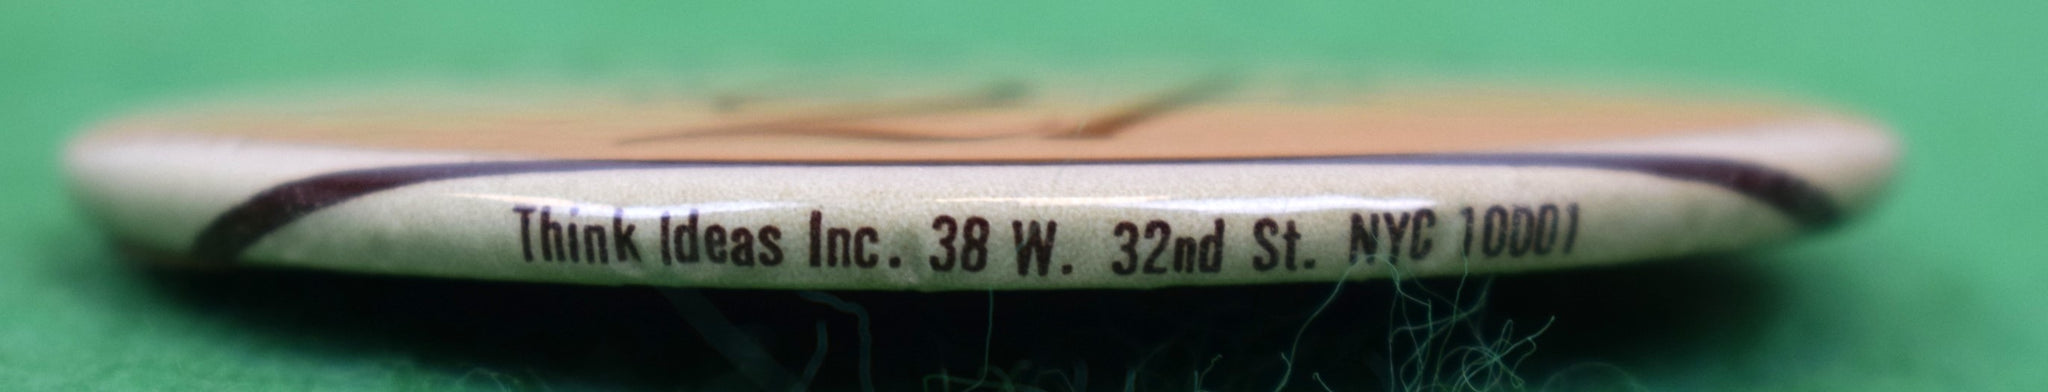 Think Ideas Inc. 38 W. 32nd St. NYC 10001